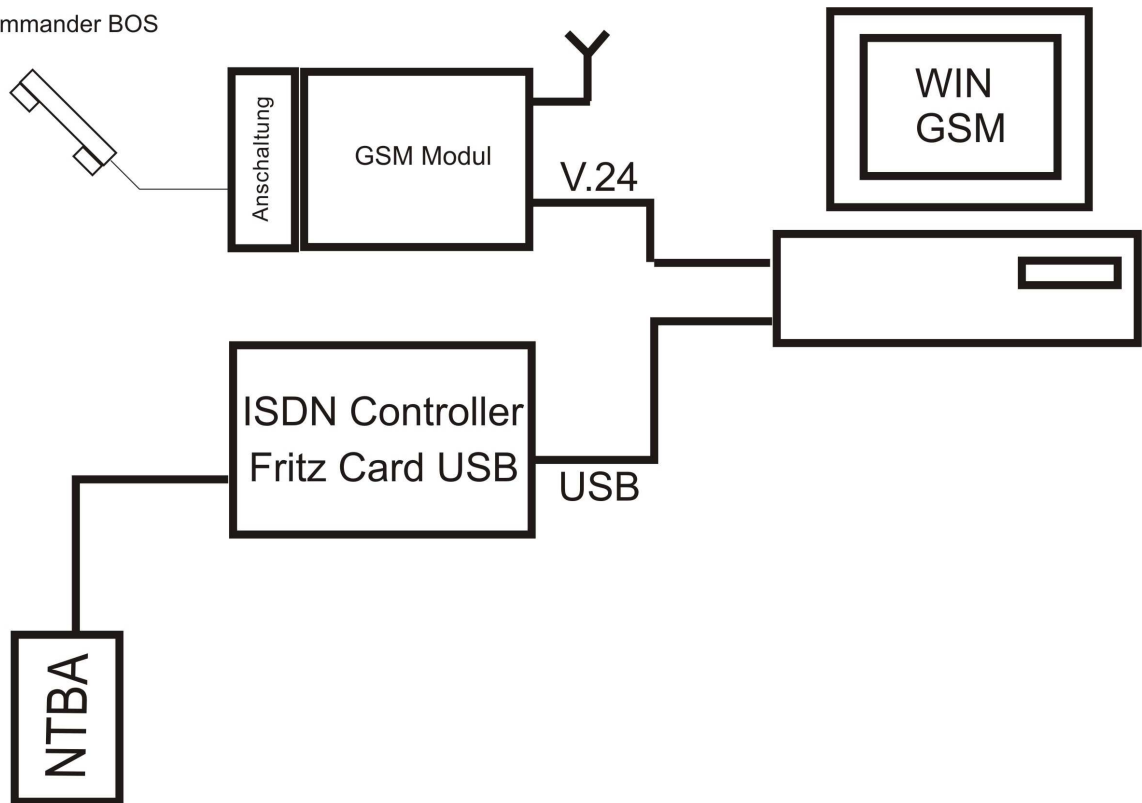 mmander BOS
Anschaltung
GSM Modul
V.24
WIN
GSM
ISDN Controller
Fritz Card USB
USB
NTBA